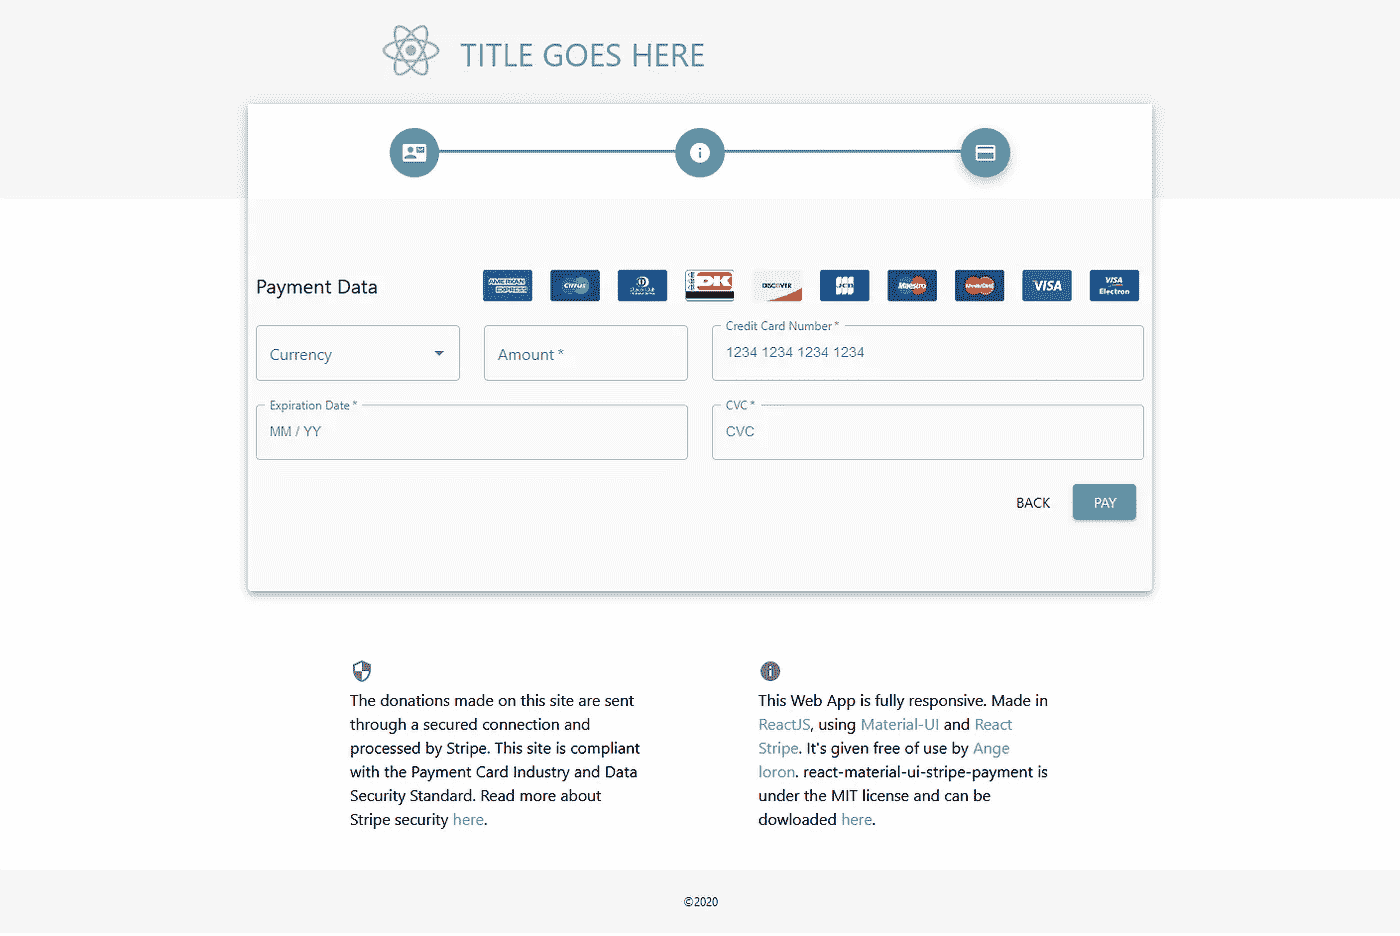 TITLE GOES HERE
Payment Data
AMERICAN EXPRESS
cirrus
DK
DISCOVER
JCB
Maestro
MasterCard
VISA
VISA Electron
Currency
Amount *
Credit Card Number *
1234 1234 1234 1234
Expiration Date *
MM / YY
CVC *
CVC
BACK
PAY
The donations made on this site are sent
through a secured connection and
processed by Stripe. This site is compliant
with the Payment Card Industry and Data
Security Standard. Read more about
Stripe security here.
This Web App is fully responsive. Made in
ReactJS, using Material-UI and React
Stripe. It's given free of use by Ange
loron. react-material-ui-stripe-payment is
under the MIT license and can be
dowloaded here.
©2020